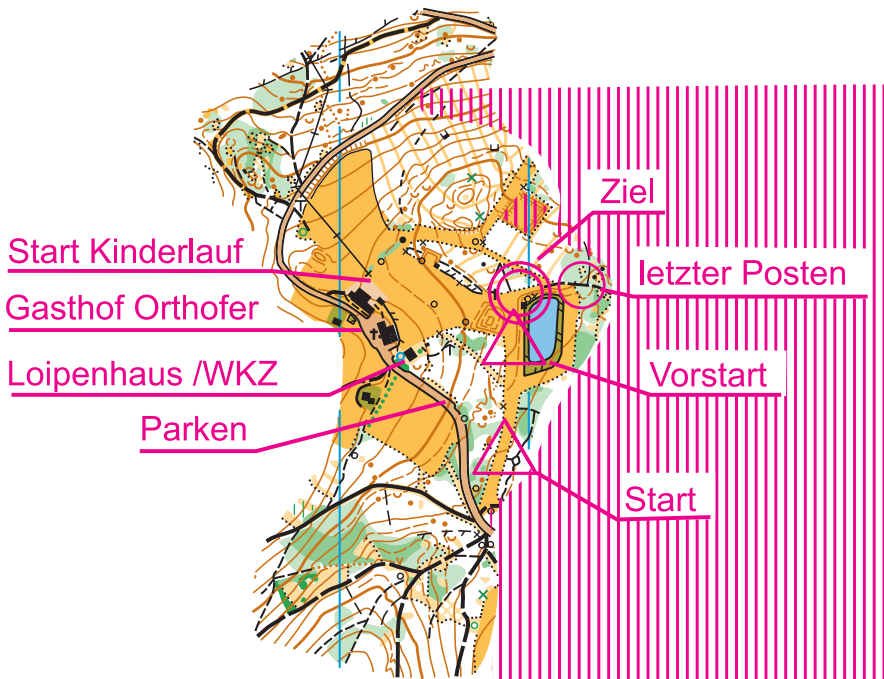 Ziel
Start Kinderlauf
letzter Posten
Gasthof Orthofer
Loipenhaus /WKZ
Vorstart
Parken
Start